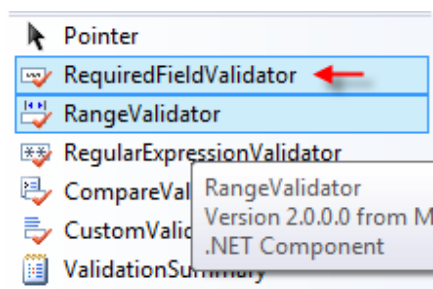 Pointer
RequiredFieldValidator
RangeValidator
RegularExpressionValidator
CompareVal
RangeValidator
Version 2.0.0.0 from M
.NET Component
CustomValid
ValidationSummary